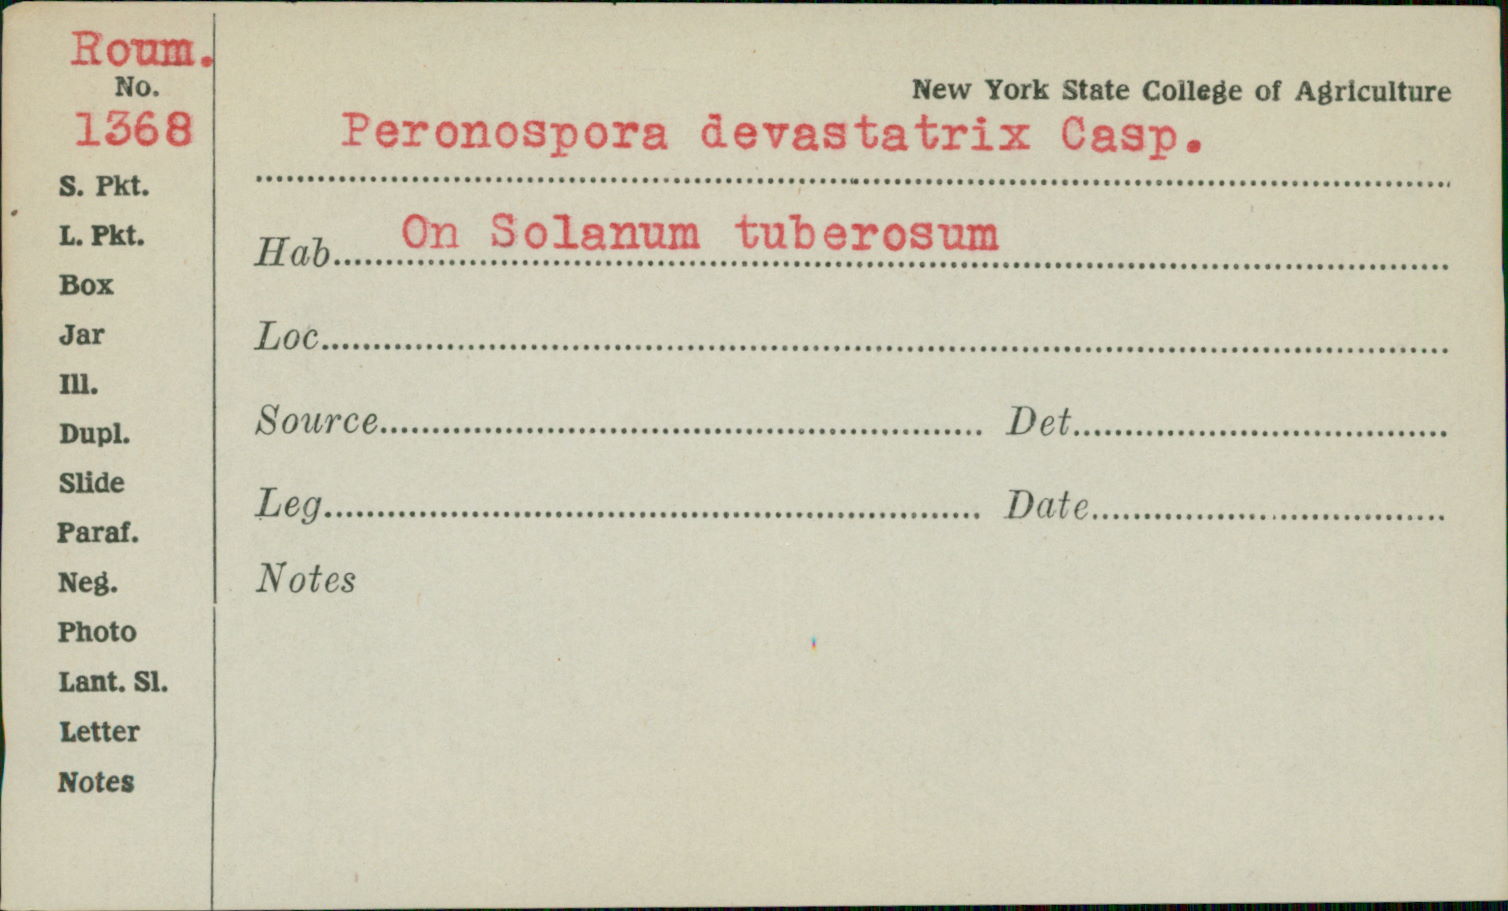 Roum.
No.
1368
S. Pkt.
L. Pkt.
Box
Jar
Ill.
Dupl.
Slide
Paraf.
Neg.
Photo
Lant. Sl.
Letter
Notes
New York State College of Agriculture
Peronospora devastatrix Casp.
Hab. On Solanum tuberosum
Loc.
Source Det.
Leg. Date
Notes